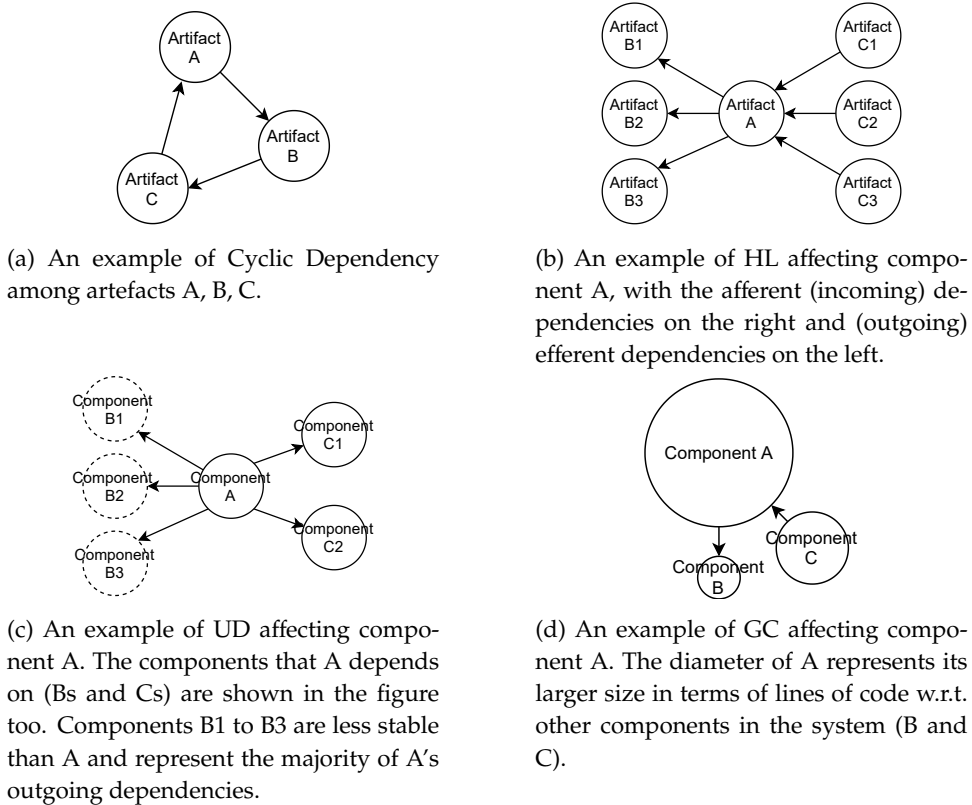 Artifact
A
Artifact
B
Artifact
C
(a) An example of Cyclic Dependency
among artefacts A, B, C.
Artifact
B1
Artifact
C1
Artifact
B2
Artifact
A
Artifact
C2
Artifact
B3
Artifact
C3
(b) An example of HL affecting compo-
nent A, with the afferent (incoming) de-
pendencies on the right and (outgoing)
efferent dependencies on the left.
Component
B1
Component
C1
Component
B2
Component
A
Component
B3
Component
C2
(c) An example of UD affecting compo-
nent A. The components that A depends
on (Bs and Cs) are shown in the figure
too. Components B1 to B3 are less stable
than A and represent the majority of A’s
outgoing dependencies.
Component A
Component
B
Component
C
(d) An example of GC affecting compo-
nent A. The diameter of A represents its
larger size in terms of lines of code w.r.t.
other components in the system (B and
C).